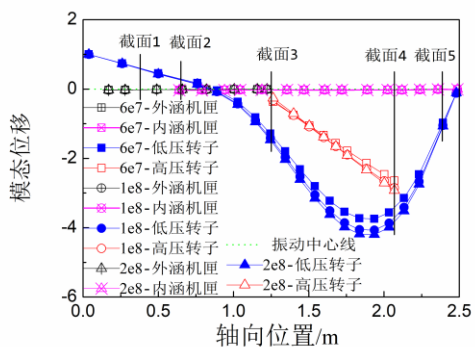 截面1
截面2
截面3
截面4
截面5
2
0
-2
-4
-6
模态位移
6e7-外涵机匣
6e7-内涵机匣
6e7-低压转子
6e7-高压转子
1e8-外涵机匣
1e8-内涵机匣
1e8-低压转子
1e8-高压转子
2e8-外涵机匣
2e8-内涵机匣
振动中心线
2e8-低压转子
2e8-高压转子
0.0 0.5 1.0 1.5 2.0 2.5
轴向位置/m